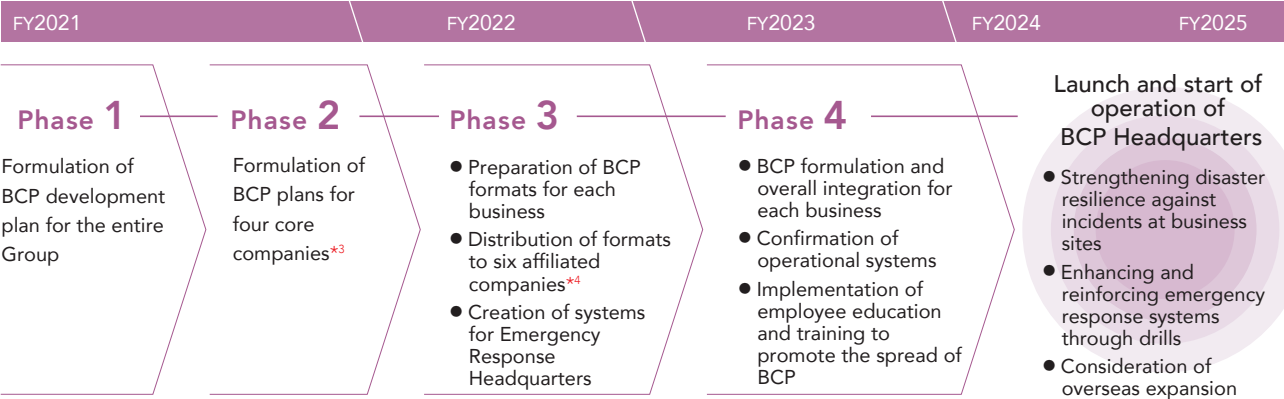 FY2021
FY2022
FY2023
FY2024
FY2025
Phase 1
Formulation of
BCP development
plan for the entire
Group
Phase 2
Formulation of
BCP plans for
four core
companies*3
Phase 3
● Preparation of BCP
formats for each
business
● Distribution of formats
to six affiliated
companies*4
● Creation of systems
for Emergency
Response
Headquarters
Phase 4
● BCP formulation and
overall integration for
each business
● Confirmation of
operational systems
● Implementation of
employee education
and training to
promote the spread of
BCP
Launch and start of
operation of
BCP Headquarters
● Strengthening disaster
resilience against
incidents at business
sites
● Enhancing and
reinforcing emergency
response systems
through drills
● Consideration of
overseas expansion